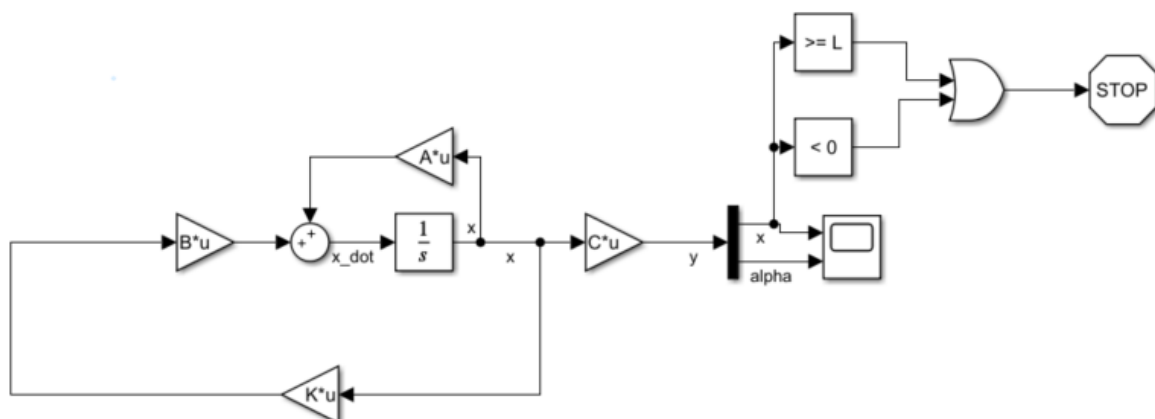 >= L
STOP
< 0
A*u
B*u
+
+
x_dot
1
s
x
x
C*u
y
x
alpha
K*u